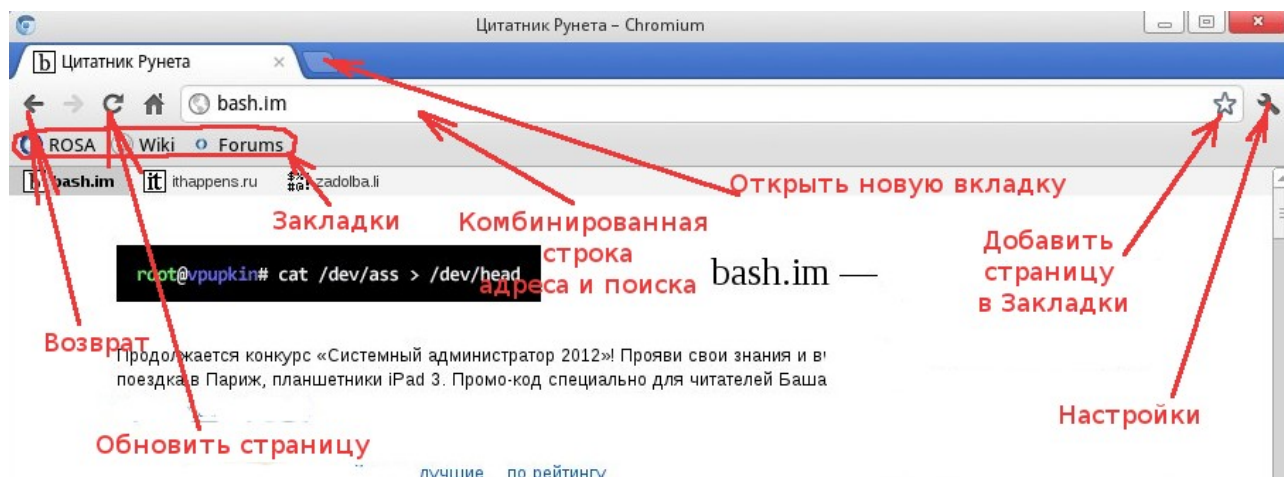 Цитатник Рунета – Chromium
Цитатник Рунета
bash.im
ROSA Wiki Forums
bash.im ithappens.ru zadolba.li
Открыть новую вкладку
Закладки
Комбинированная
строка
адреса и поиска
Добавить
страницу
в Закладки
root@vpupkin# cat /dev/ass > /dev/head
bash.im —
Возврат
Продолжается конкурс «Системный администратор 2012»! Прояви свои знания и
поездка в Париж, планшетники iPad 3. Промо-код специально для читателей Баша
Настройки
Обновить страницу
лучшие по рейтингу